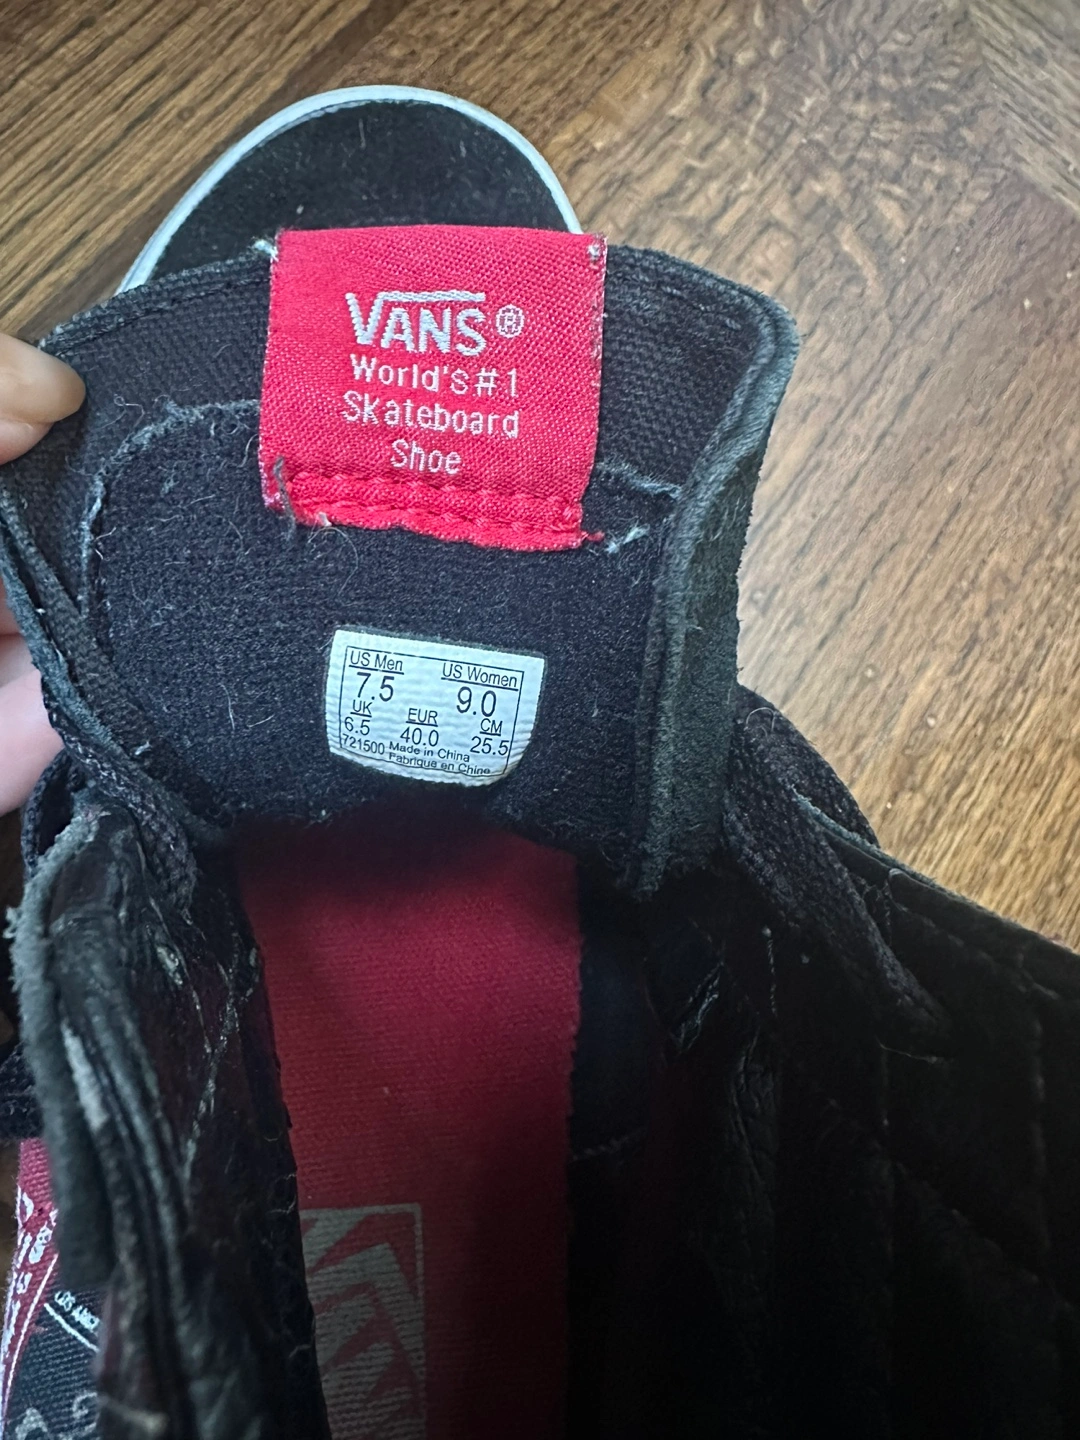 VANS®
World's #1
Skateboard
Shoe
US Men US Women
7.5 9.0
UK EUR CM
6.5 40.0 25.5
721500 Made in China
Fabrique en Chine